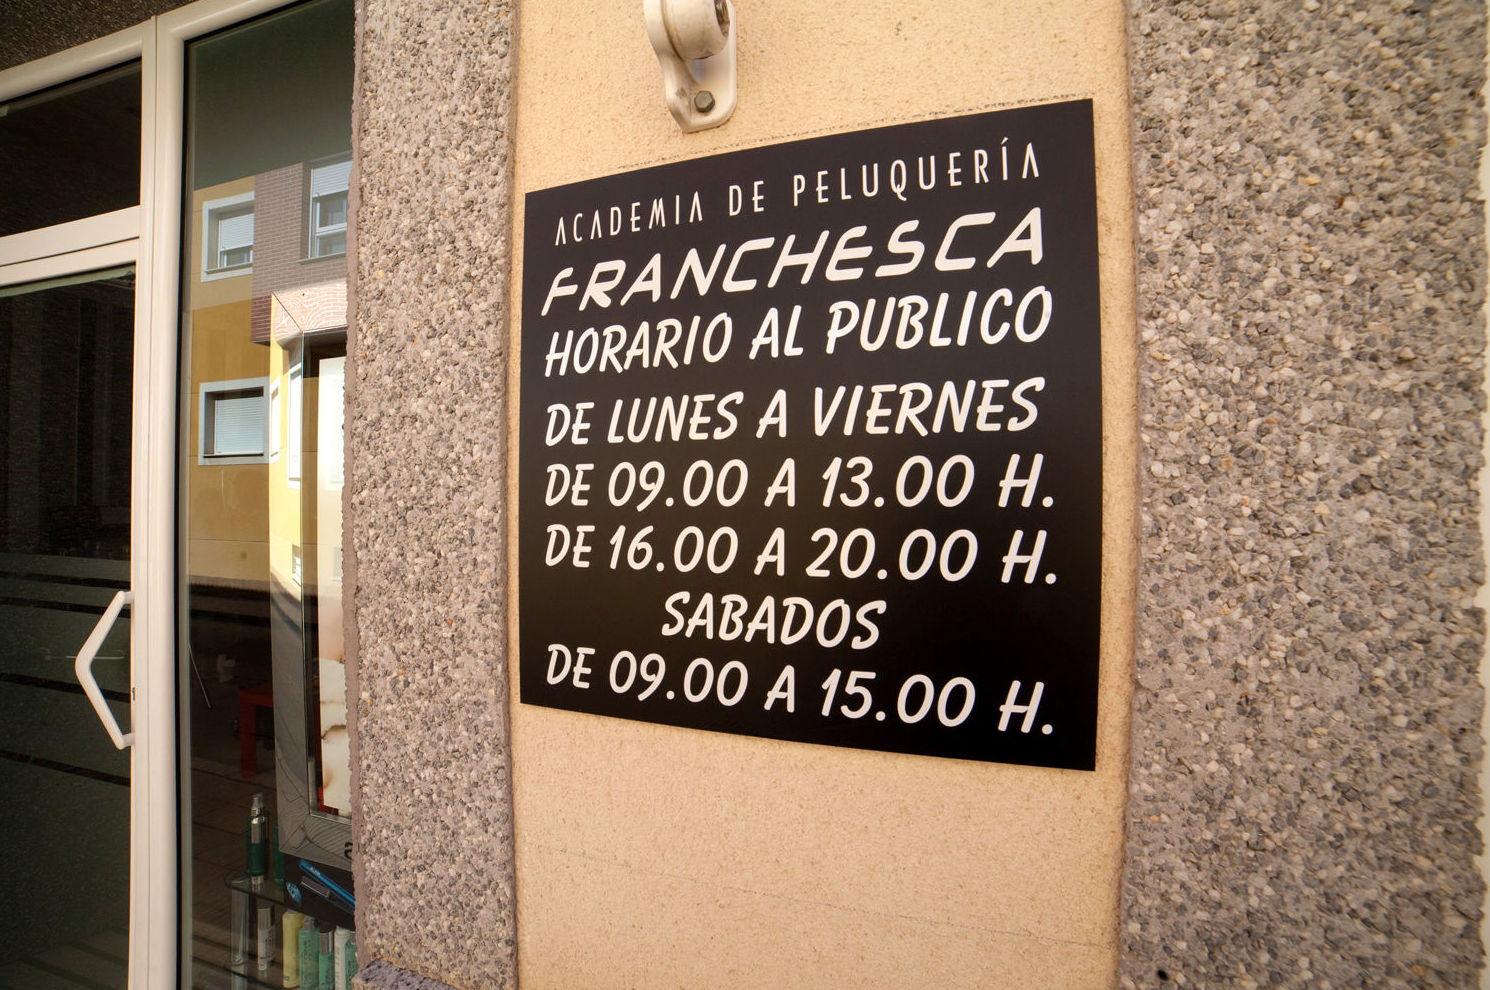 ACADEMIA DE PELUQUERÍA
FRANCHESCA
HORARIO AL PUBLICO
DE LUNES A VIERNES
DE 09.00 A 13.00 H.
DE 16.00 A 20.00 H.
SABADOS
DE 09.00 A 15.00 H.